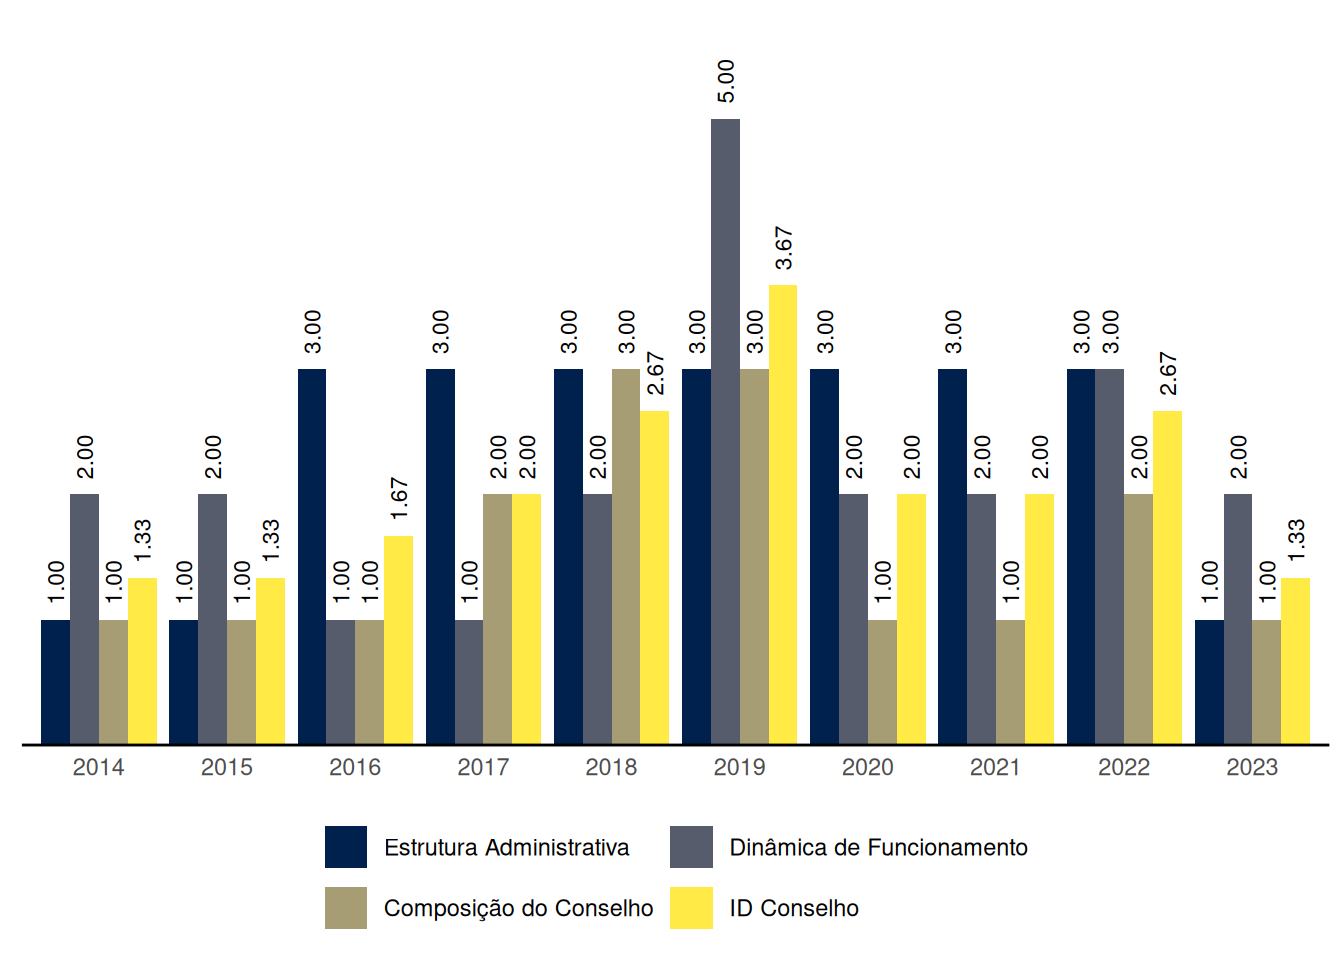 5.00
3.67
3.00 3.00 3.00 3.00 3.00 3.00 3.00 3.00 3.00 3.00
2.67 2.67
2.00 2.00 2.00 2.00 2.00 2.00 2.00 2.00 2.00 2.00 2.00
1.67
1.33 1.33 1.33
1.00 1.00 1.00 1.00 1.00 1.00 1.00 1.00 1.00 1.00 1.00
2014 2015 2016 2017 2018 2019 2020 2021 2022 2023
Estrutura Administrativa Dinâmica de Funcionamento
Composição do Conselho ID Conselho